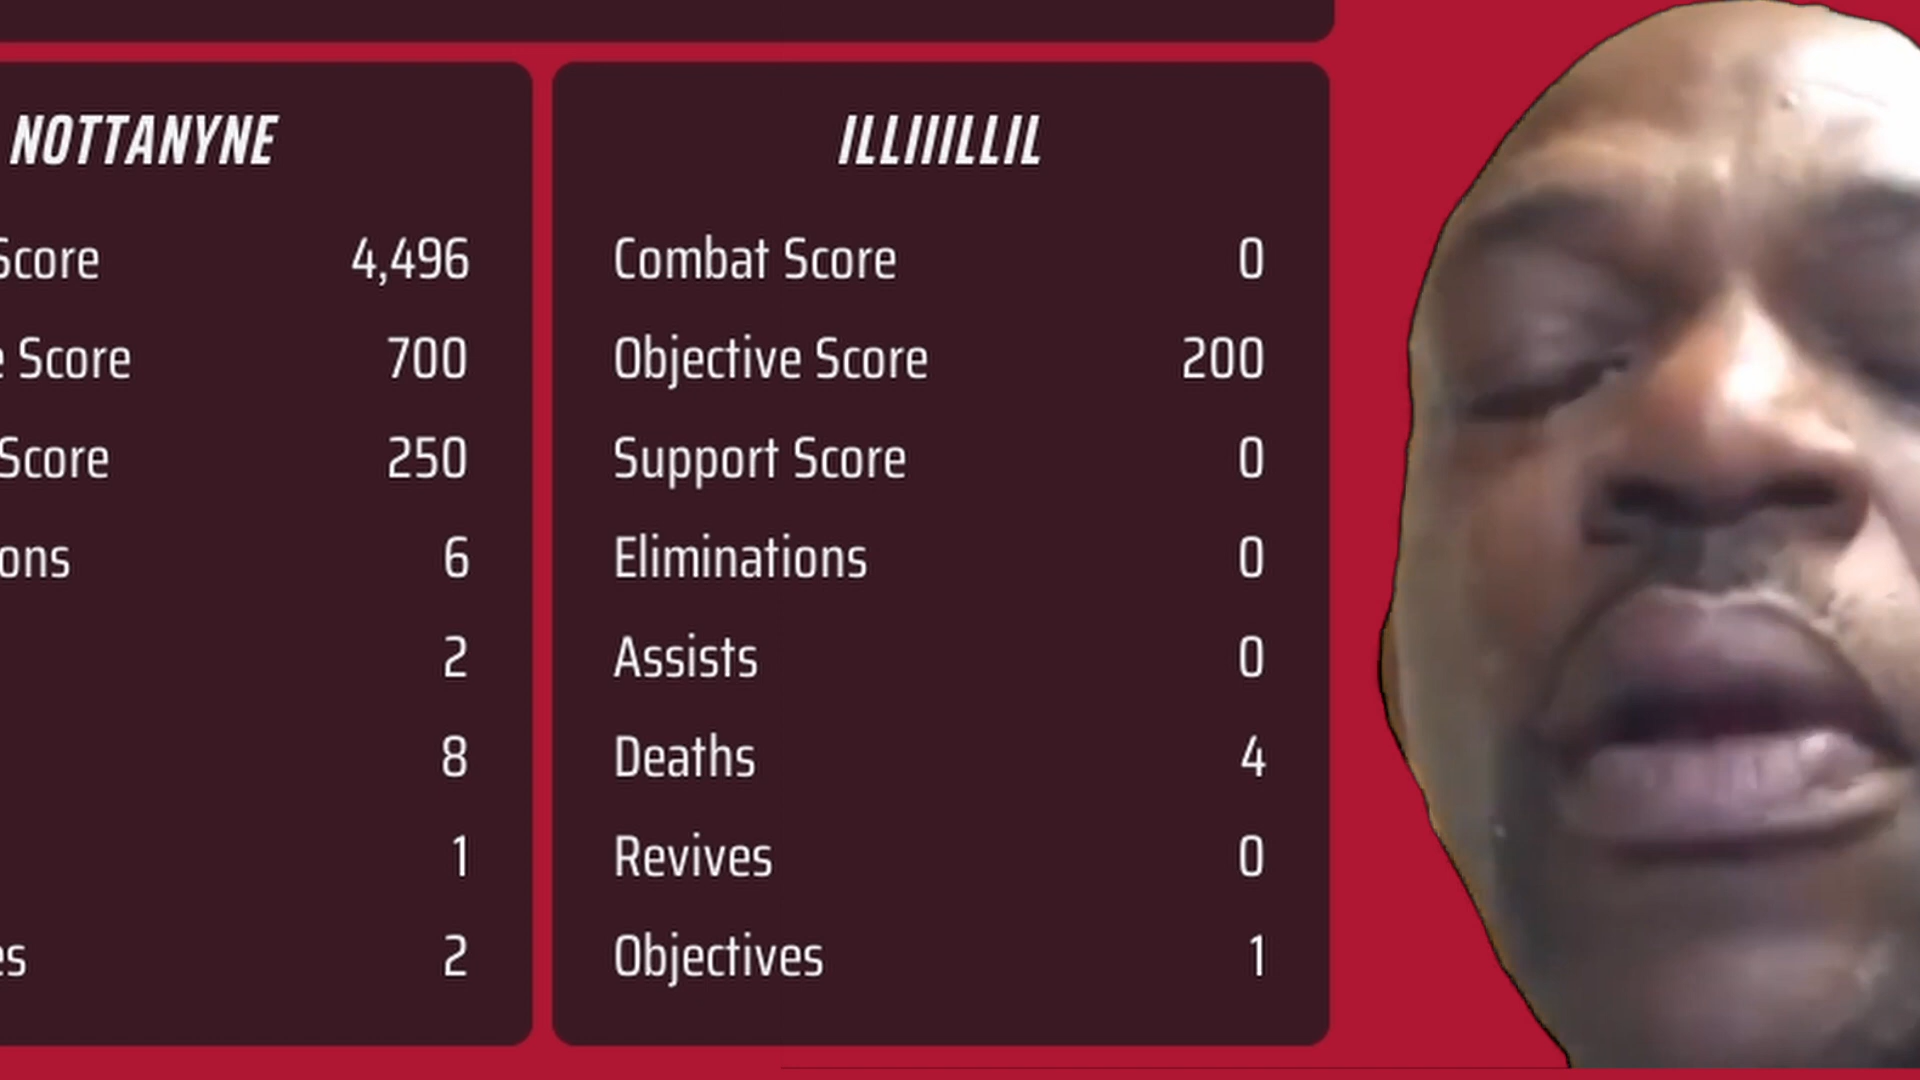 NOTTANYNE
Score 4,496
e Score 700
Score 250
ons 6
2
8
1
es 2
ILLIIILLIL
Combat Score 0
Objective Score 200
Support Score 0
Eliminations 0
Assists 0
Deaths 4
Revives 0
Objectives 1